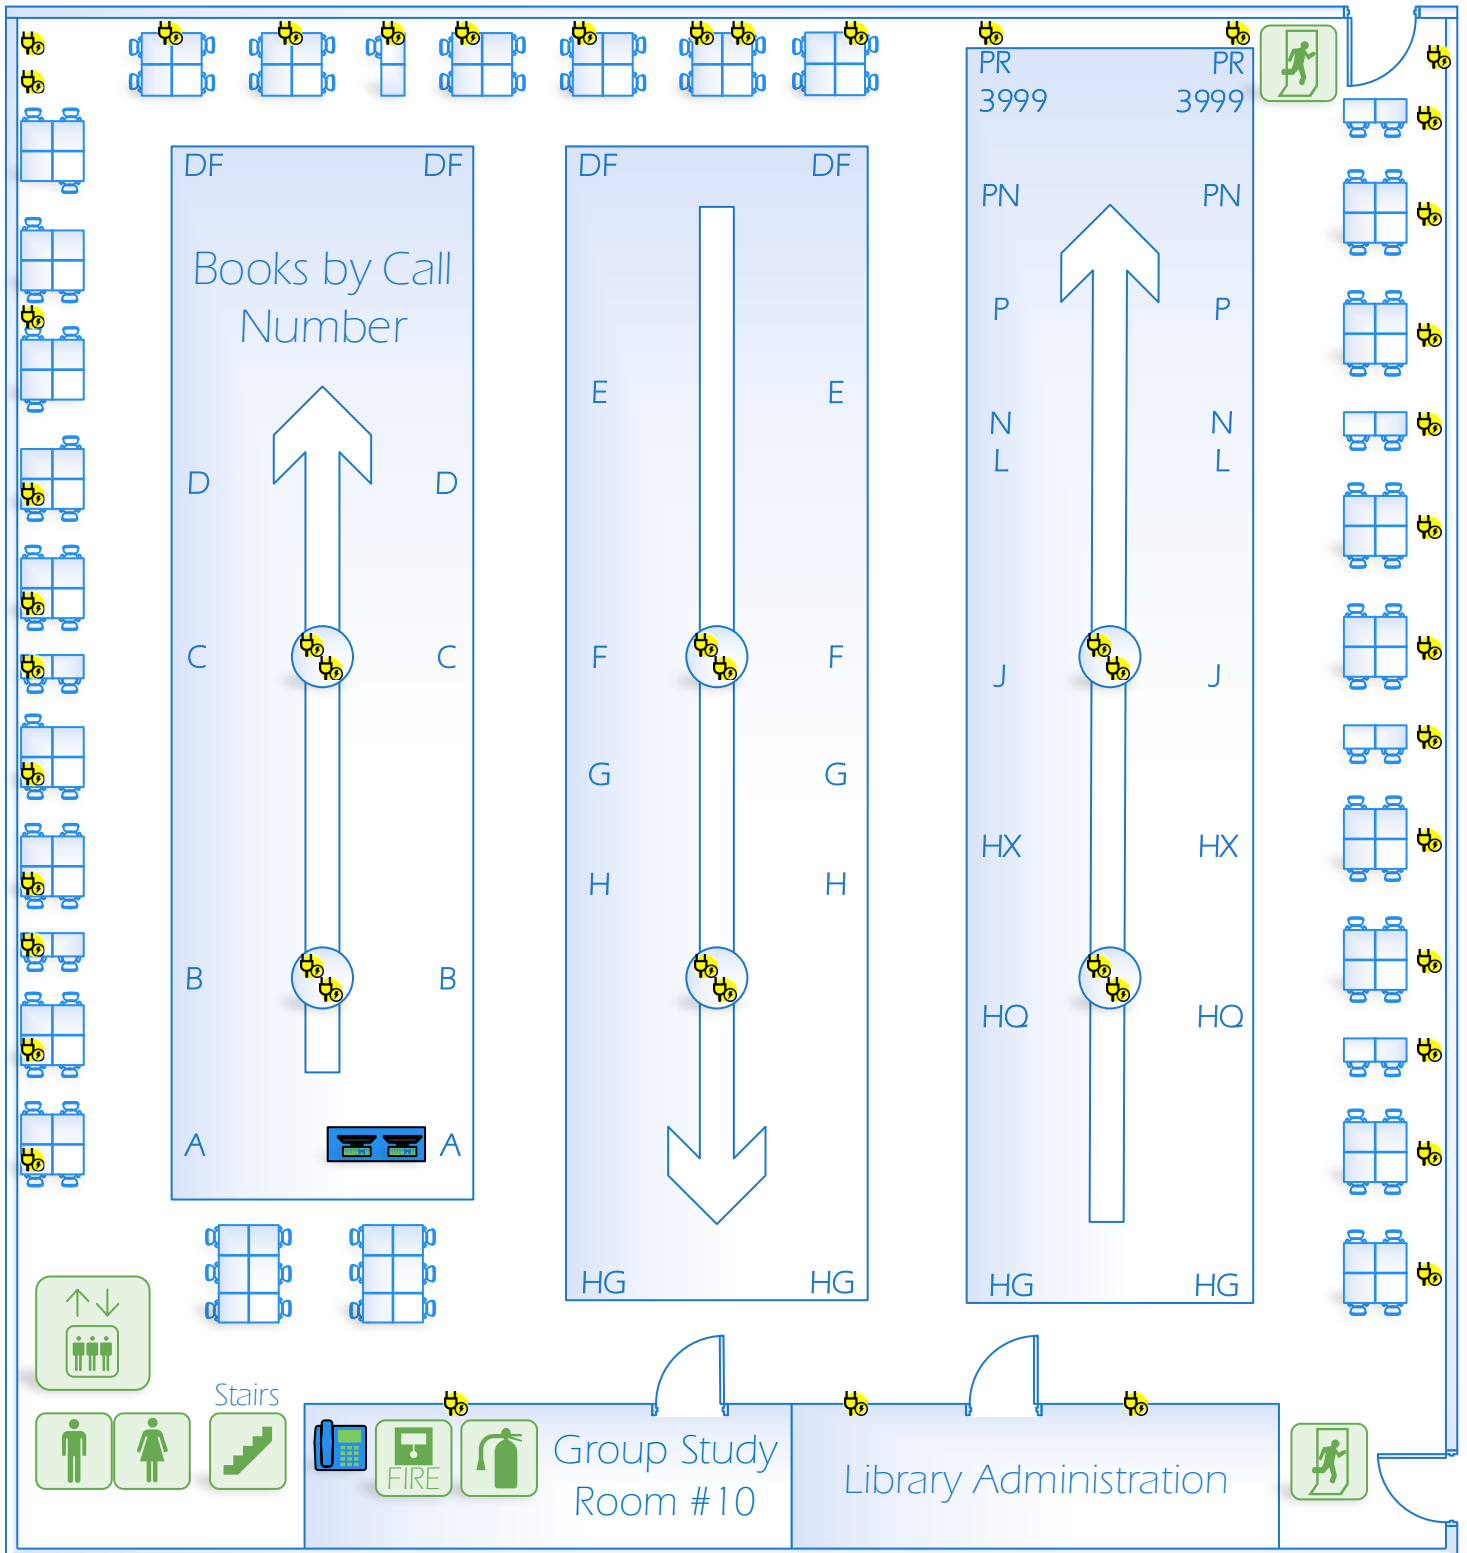 PR PR
3999 3999
DF DF DF DF
PN PN
Books by Call
Number
P P
E E
N N
L L
D D
C C F F
J J
G G
HX HX
H H
B B
HQ HQ
A A
HG HG HG HG
Stairs
Group Study
Room #10
FIRE
Library Administration